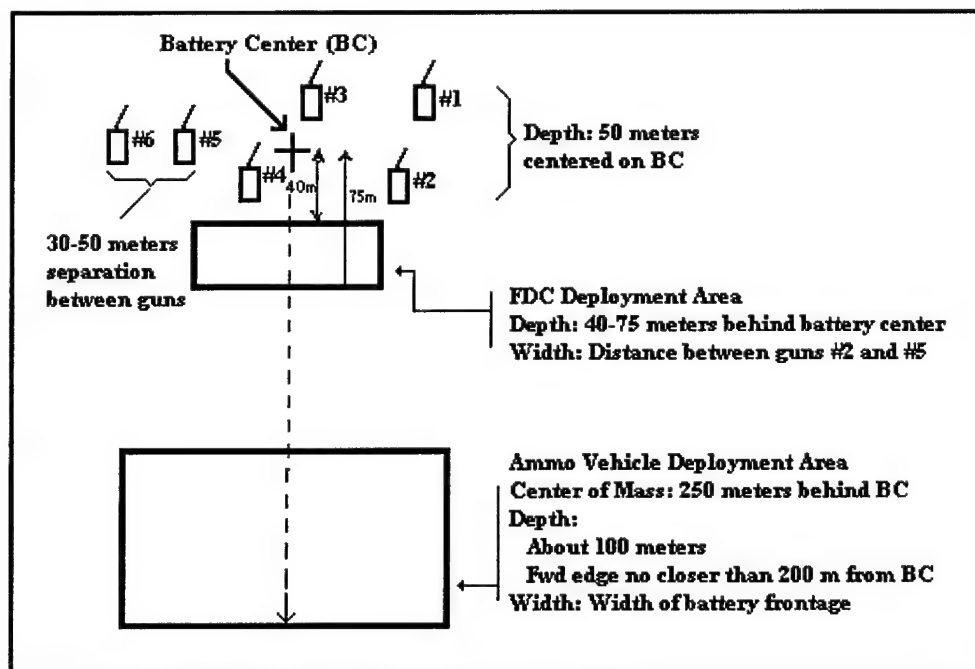 Battery Center (BC)
#3
#1
#6
#5
#4
#2
40m
75m
Depth: 50 meters
centered on BC
30-50 meters
separation
between guns
FDC Deployment Area
Depth: 40-75 meters behind battery center
Width: Distance between guns #2 and #5
Ammo Vehicle Deployment Area
Center of Mass: 250 meters behind BC
Depth:
About 100 meters
Fwd edge no closer than 200 m from BC
Width: Width of battery frontage